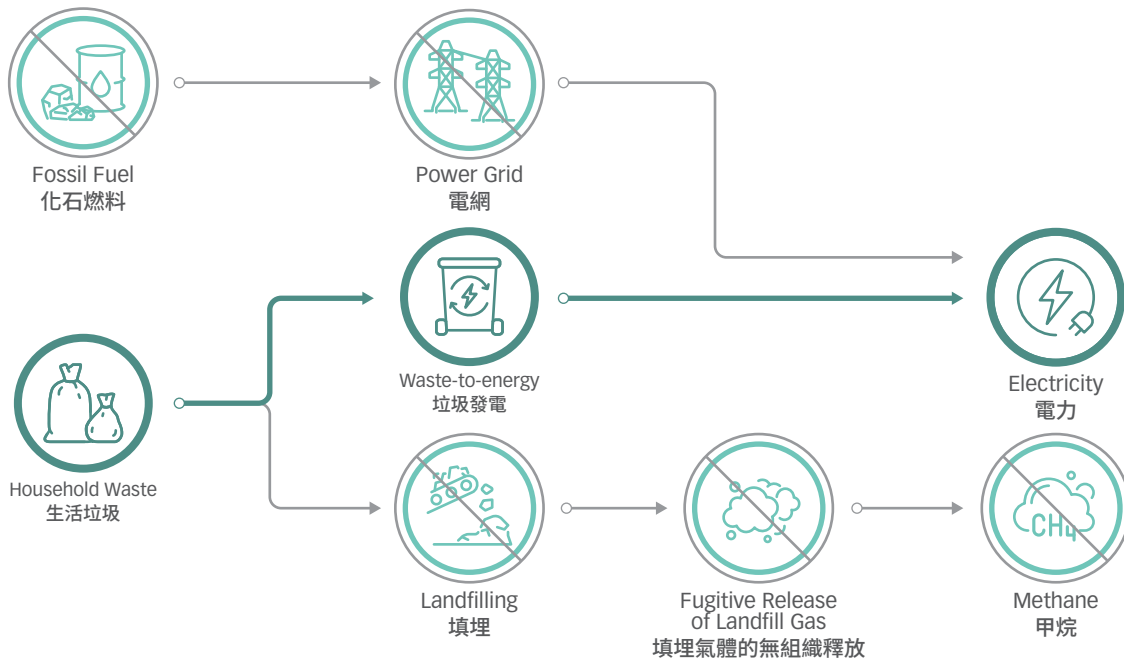 Fossil Fuel
化石燃料
Power Grid
電網
Waste-to-energy
垃圾發電
Electricity
電力
Household Waste
生活垃圾
Landfilling
填埋
Fugitive Release
of Landfill Gas
填埋氣體的無組織釋放
CH4
Methane
甲烷